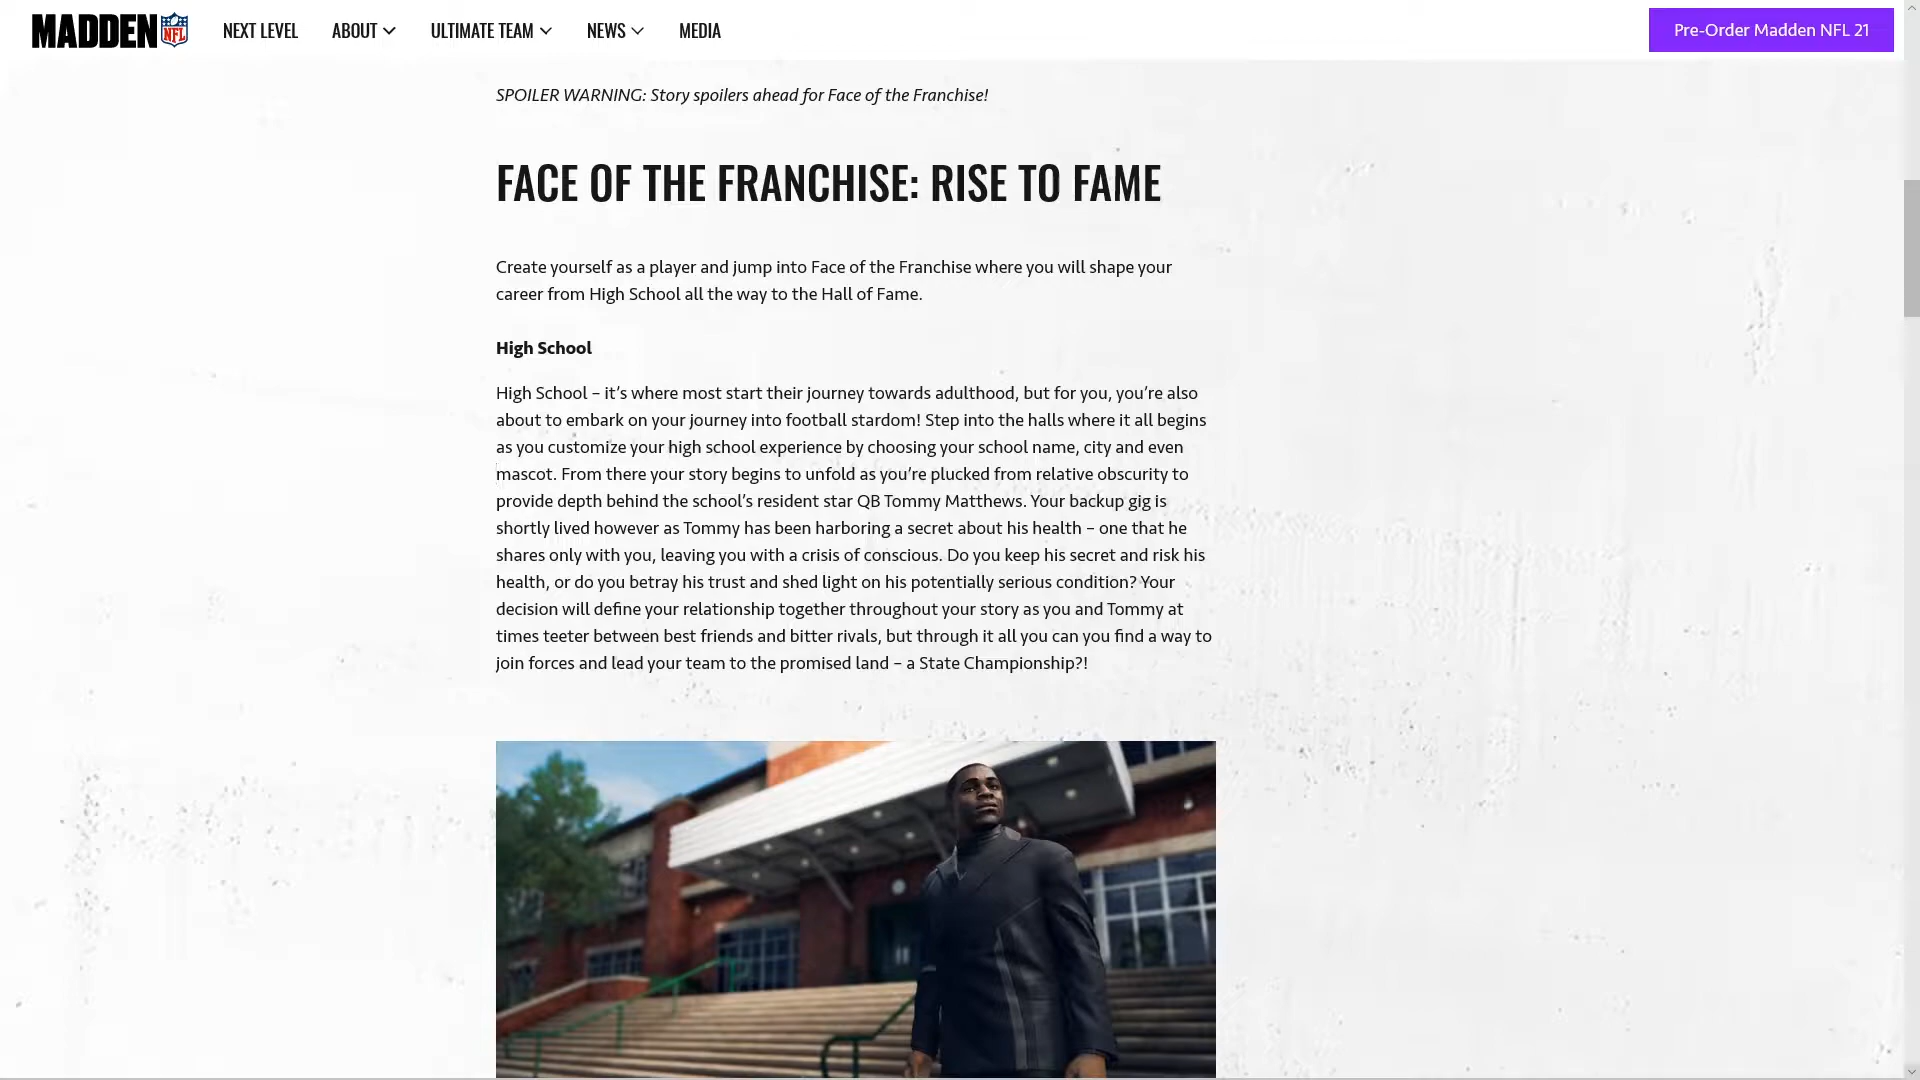 MADDEN NFL NEXT LEVEL ABOUT ULTIMATE TEAM NEWS MEDIA Pre-Order Madden NFL 21
SPOILER WARNING: Story spoilers ahead for Face of the Franchise!
FACE OF THE FRANCHISE: RISE TO FAME
Create yourself as a player and jump into Face of the Franchise where you will shape your
career from High School all the way to the Hall of Fame.
High School
High School – it’s where most start their journey towards adulthood, but for you, you’re also
about to embark on your journey into football stardom! Step into the halls where it all begins
as you customize your high school experience by choosing your school name, city and even
mascot. From there your story begins to unfold as you’re plucked from relative obscurity to
provide depth behind the school’s resident star QB Tommy Matthews. Your backup gig is
shortly lived however as Tommy has been harboring a secret about his health – one that he
shares only with you, leaving you with a crisis of conscious. Do you keep his secret and risk his
health, or do you betray his trust and shed light on his potentially serious condition? Your
decision will define your relationship together throughout your story as you and Tommy at
times teeter between best friends and bitter rivals, but through it all you can you find a way to
join forces and lead your team to the promised land – a State Championship?!